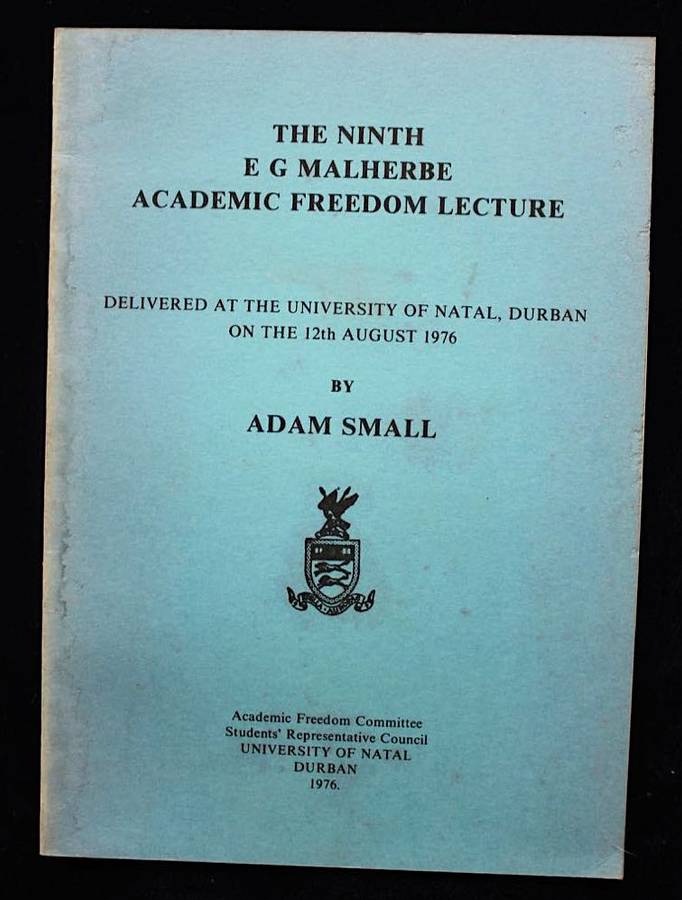 THE NINTH
E G MALHERBE
ACADEMIC FREEDOM LECTURE
DELIVERED AT THE UNIVERSITY OF NATAL, DURBAN
ON THE 12th AUGUST 1976
BY
ADAM SMALL
Academic Freedom Committee
Students' Representative Council
UNIVERSITY OF NATAL
DURBAN
1976.